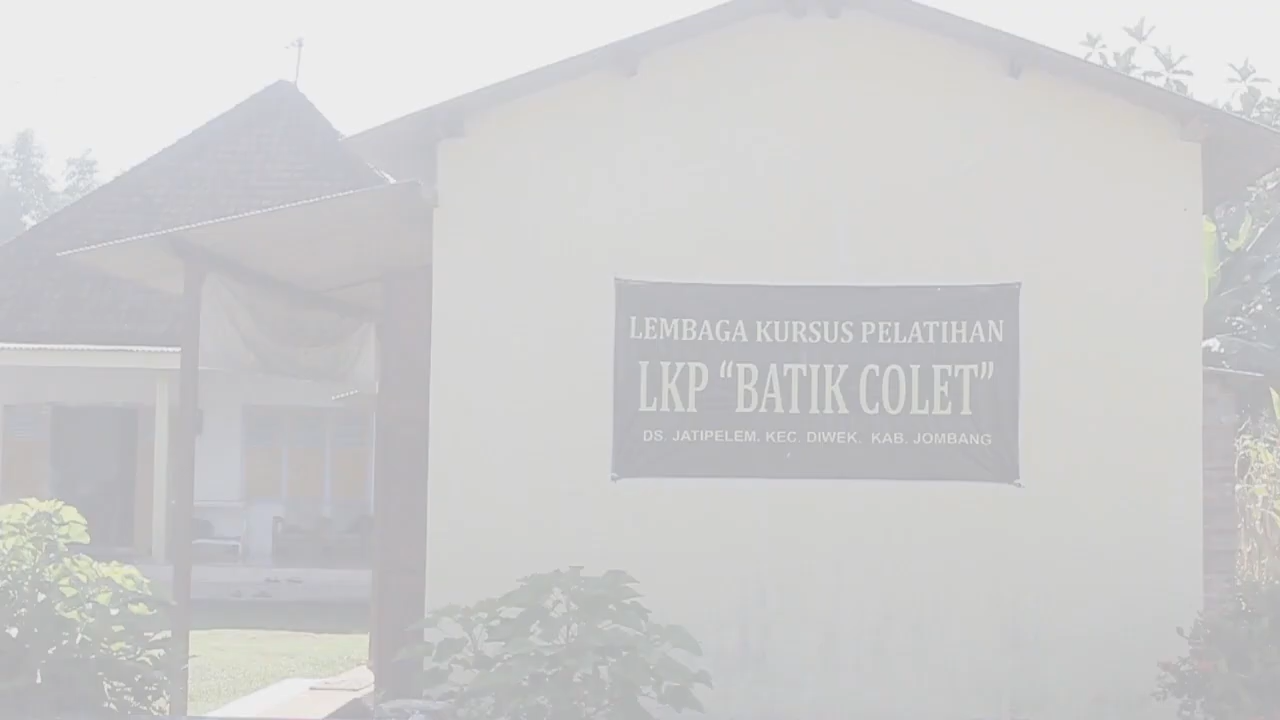 LEMBAGA KURSUS PELATIHAN
LKP “BATIK COLET”
DS. JATIPELEM. KEC. DIWEK. KAB. JOMBANG